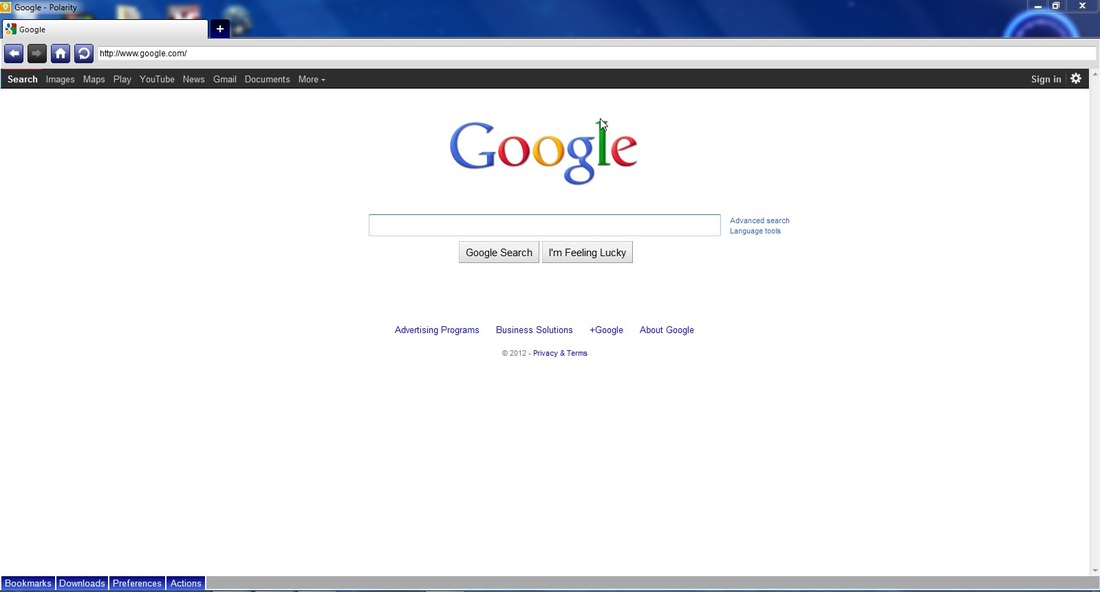 Google - Polarity
Google
+
http://www.google.com/
Search Images Maps Play YouTube News Gmail Documents More Sign in
Google
Advanced search
Language tools
Google Search I'm Feeling Lucky
Advertising Programs Business Solutions +Google About Google
© 2012 - Privacy & Terms
Bookmarks Downloads Preferences Actions